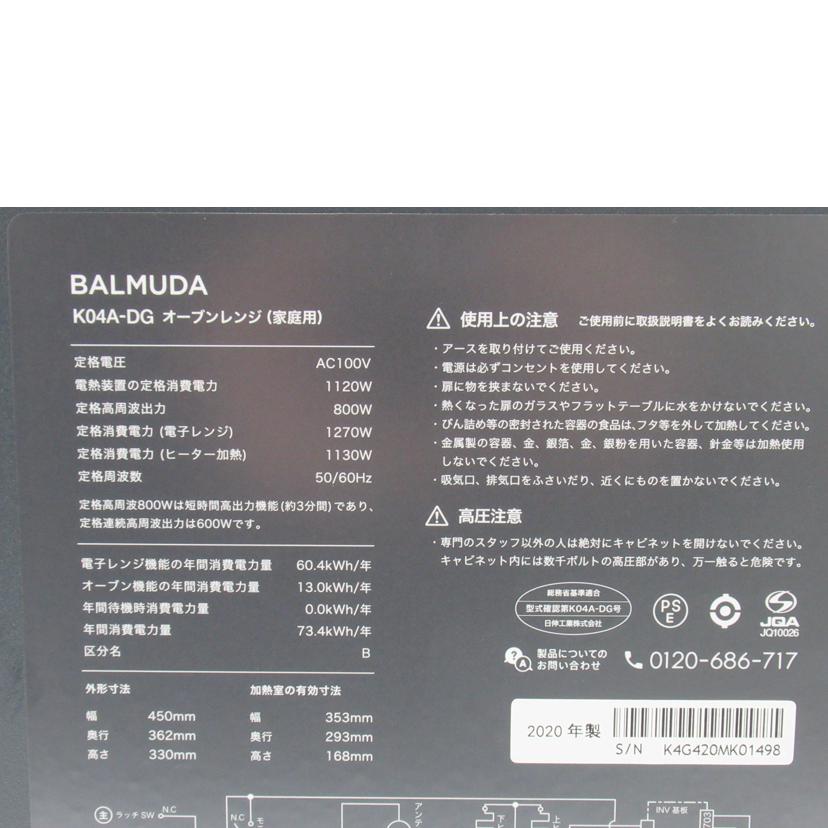 BALMUDA
K04A-DG オーブンレンジ（家庭用）
定格電圧 AC100V
電熱装置の定格消費電力 1120W
定格高周波出力 800W
定格消費電力（電子レンジ） 1270W
定格消費電力（ヒーター加熱） 1130W
定格周波数 50/60Hz
定格高周波800Wは短時間高出力機能（約3分間）であり、
定格連続高周波出力は600Wです。
電子レンジ機能の年間消費電力量 60.4kWh/年
オーブン機能の年間消費電力量 13.0kWh/年
年間待機時消費電力量 0.0kWh/年
年間消費電力量 73.4kWh/年
区分名 B
外形寸法 加熱室の有効寸法
幅 450mm 幅 353mm
奥行 362mm 奥行 293mm
高さ 330mm 高さ 168mm
使用上の注意 ご使用前に取扱説明書をよくお読みください。
・アースを取り付けてご使用ください。
・電源は必ずコンセントを使用してください。
・扉に物を挟まないでください。
・熱くなった扉のガラスやフラットテーブルに水をかけないでください。
・びん詰め等の密封された容器の食品は、フタ等を外して加熱してください。
・金属製の容器、金、銀箔、金、銀粉を用いた容器、針金等は加熱使用
しないでください。
・吸気口、排気口をふさいだり、近くにものを置かないでください。
高圧注意
・専門のスタッフ以外の人は絶対にキャビネットを開けないでください。
キャビネット内には数千ボルトの高圧部があり、万一触ると危険です。
総務省基準適合
型式確認第K04A-DG号
日伸工業株式会社
PS
E
JQA
JQ10026
Q
A
製品についての
お問い合わせ
0120-686-717
2020 年製
S/N K4G420MK01498
主 ラッチSW N.C
N.C
モニ
アンテ
下ヒ
上ヒ
INV 基板
703